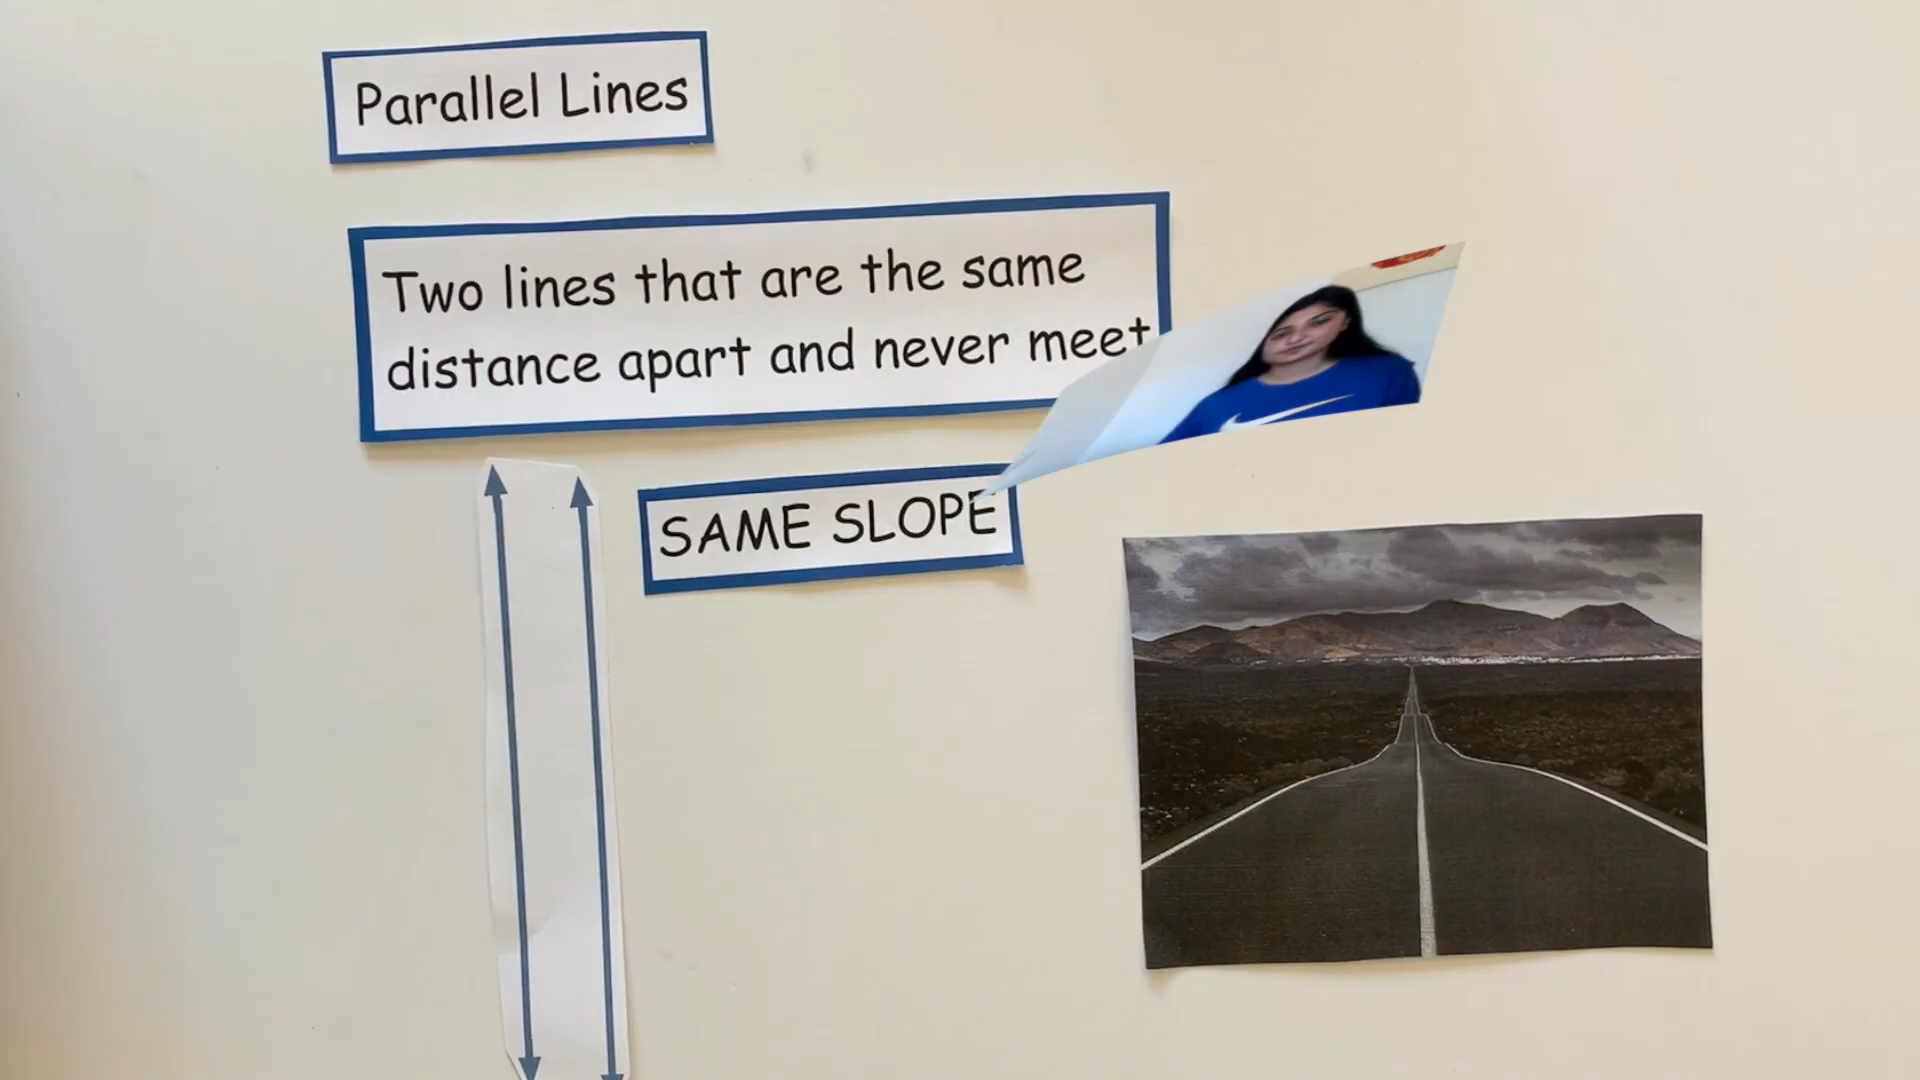 Parallel Lines
Two lines that are the same
distance apart and never meet
SAME SLOPE